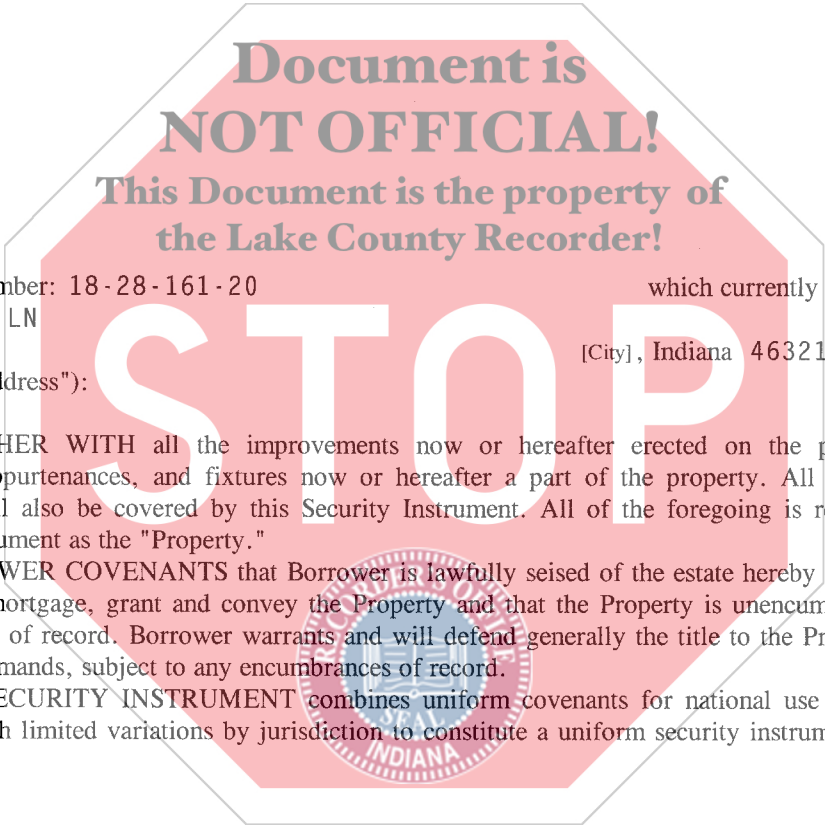 Document is
NOT OFFICIAL!
This Document is the property of
the Lake County Recorder!
mber: 18-28-161-20 which currently
LN
[City], Indiana 46321
ddress"):
STOP
HER WITH all the improvements now or hereafter erected on the p
ppurtenances, and fixtures now or hereafter a part of the property. All
l also be covered by this Security Instrument. All of the foregoing is r
ument as the "Property."
WER COVENANTS that Borrower is lawfully seised of the estate hereby
mortgage, grant and convey the Property and that the Property is unencum
of record. Borrower warrants and will defend generally the title to the Pr
mands, subject to any encumbrances of record.
ECURITY INSTRUMENT combines uniform covenants for national use
h limited variations by jurisdiction to constitute a uniform security instrum
RECORDER'S OFFICE
SEAL
INDIANA